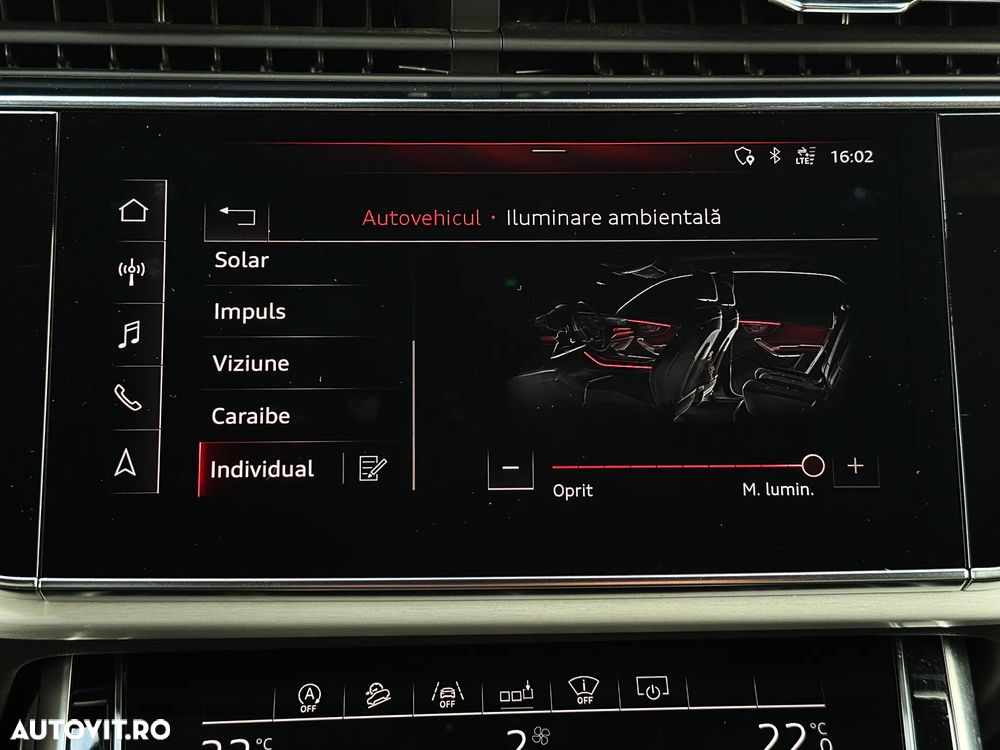 LTE 16:02
Autovehicul • Iluminare ambientală
Solar
Impuls
Viziune
Caraibe
Individual
Oprit M. lumin.
A
OFF
OFF
OFF
22°C 2 22°C
AUTOVIT.RO